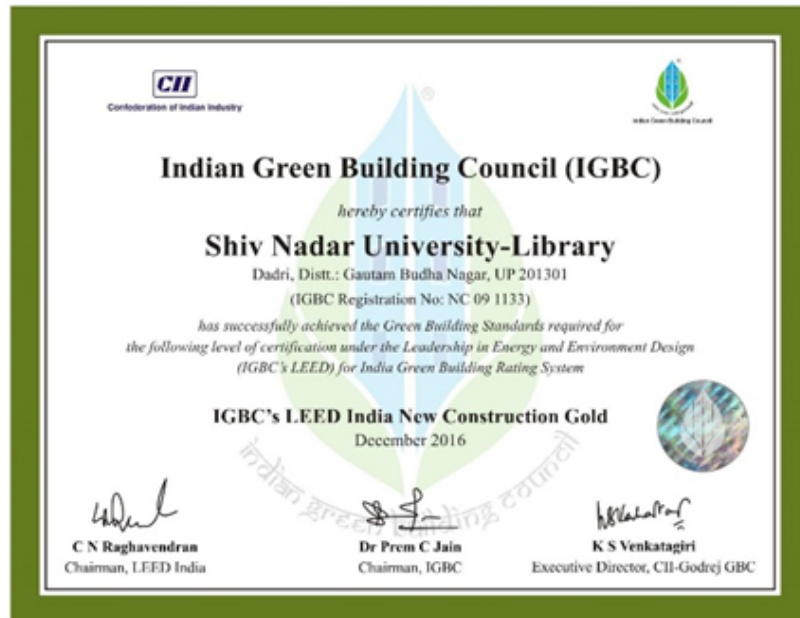 CII
Confederation of Indian Industry
Indian Green Building Council
Indian Green Building Council (IGBC)
hereby certifies that
Shiv Nadar University-Library
Dadri, Distt.: Gautam Budha Nagar, UP 201301
(IGBC Registration No: NC 09 1133)
has successfully achieved the Green Building Standards required for
the following level of certification under the Leadership in Energy and Environment Design
(IGBC's LEED) for India Green Building Rating System
IGBC's LEED India New Construction Gold
December 2016
indian green building council
C N Raghavendran
Chairman, LEED India
Dr Prem C Jain
Chairman, IGBC
K S Venkatagiri
Executive Director, CII-Godrej GBC